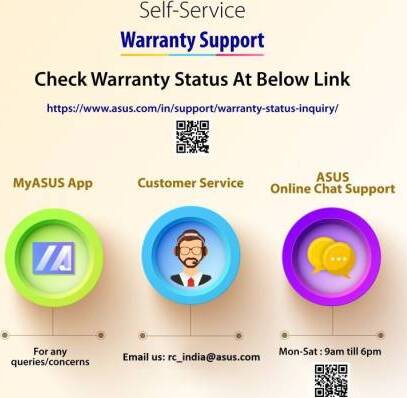 Self-Service
Warranty Support
Check Warranty Status At Below Link
https://www.asus.com/in/support/warranty-status-inquiry/
MyASUS App
Customer Service
ASUS
Online Chat Support
For any
queries/concerns
Email us: rc_india@asus.com
Mon-Sat : 9am till 6pm